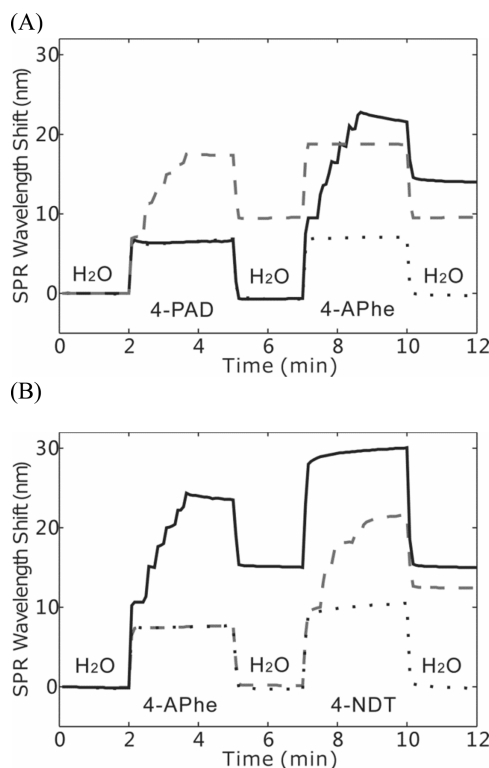 (A)
30
20
10
0
SPR Wavelength Shift (nm)
H2O
4-PAD
H2O
4-APhe
H2O
0 2 4 6 8 10 12
Time (min)
(B)
30
20
10
0
SPR Wavelength Shift (nm)
H2O
4-APhe
H2O
4-NDT
H2O
0 2 4 6 8 10 12
Time (min)